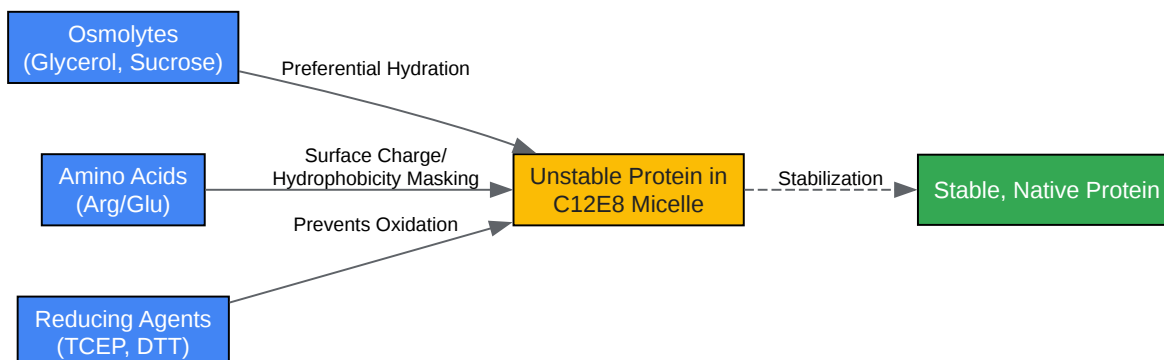 Osmolytes
(Glycerol, Sucrose)
Preferential Hydration
Amino Acids
(Arg/Glu)
Surface Charge/
Hydrophobicity Masking
Unstable Protein in
C12E8 Micelle
Stabilization
Stable, Native Protein
Prevents Oxidation
Reducing Agents
(TCEP, DTT)